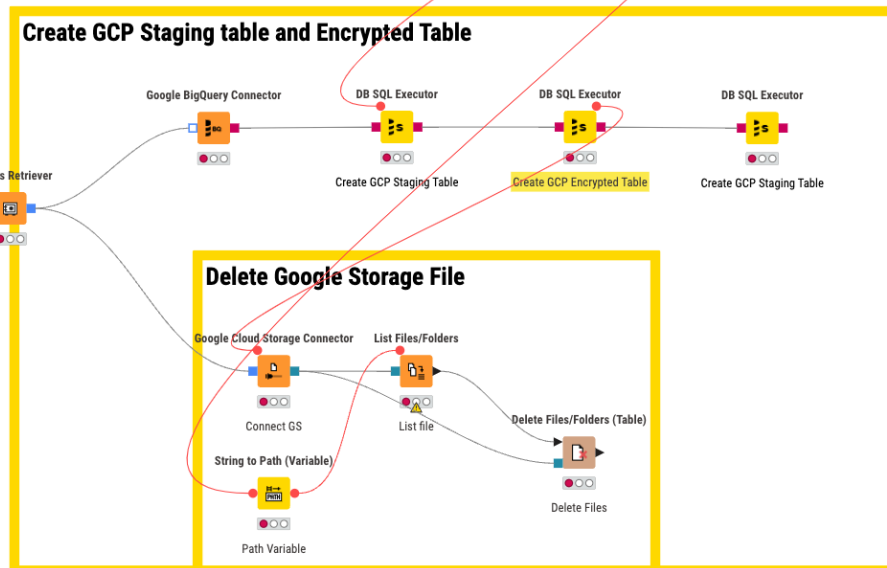 Create GCP Staging table and Encrypted Table
Google BigQuery Connector
DB SQL Executor
DB SQL Executor
DB SQL Executor
BQ
S
S
S
Create GCP Staging Table
Create GCP Encrypted Table
Create GCP Staging Table
s Retriever
Delete Google Storage File
Google Cloud Storage Connector
List Files/Folders
Connect GS
List file
Delete Files/Folders (Table)
String to Path (Variable)
PATH
Delete Files
Path Variable